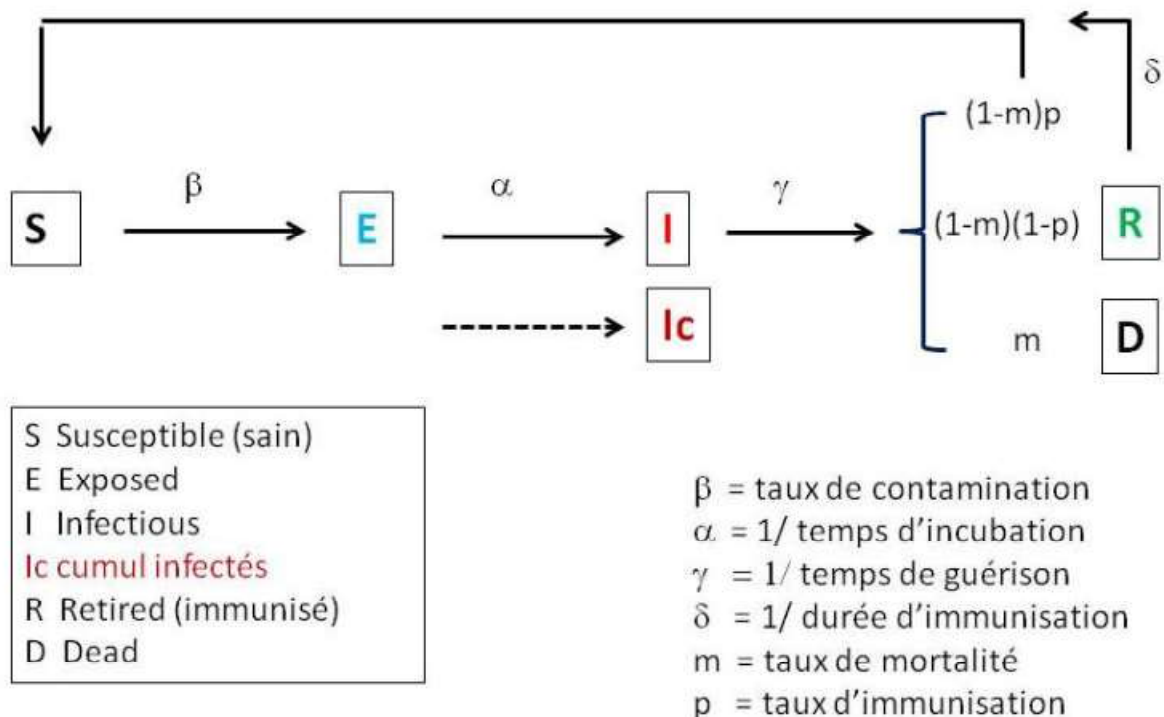 δ
(1-m)p
β
α
γ
S
E
I
(1-m)(1-p)
R
Ic
m
D
S Susceptible (sain)
E Exposed
I Infectious
Ic cumul infectés
R Retired (immunisé)
D Dead
β = taux de contamination
α = 1/ temps d'incubation
γ = 1/ temps de guérison
δ = 1/ durée d'immunisation
m = taux de mortalité
p = taux d'immunisation